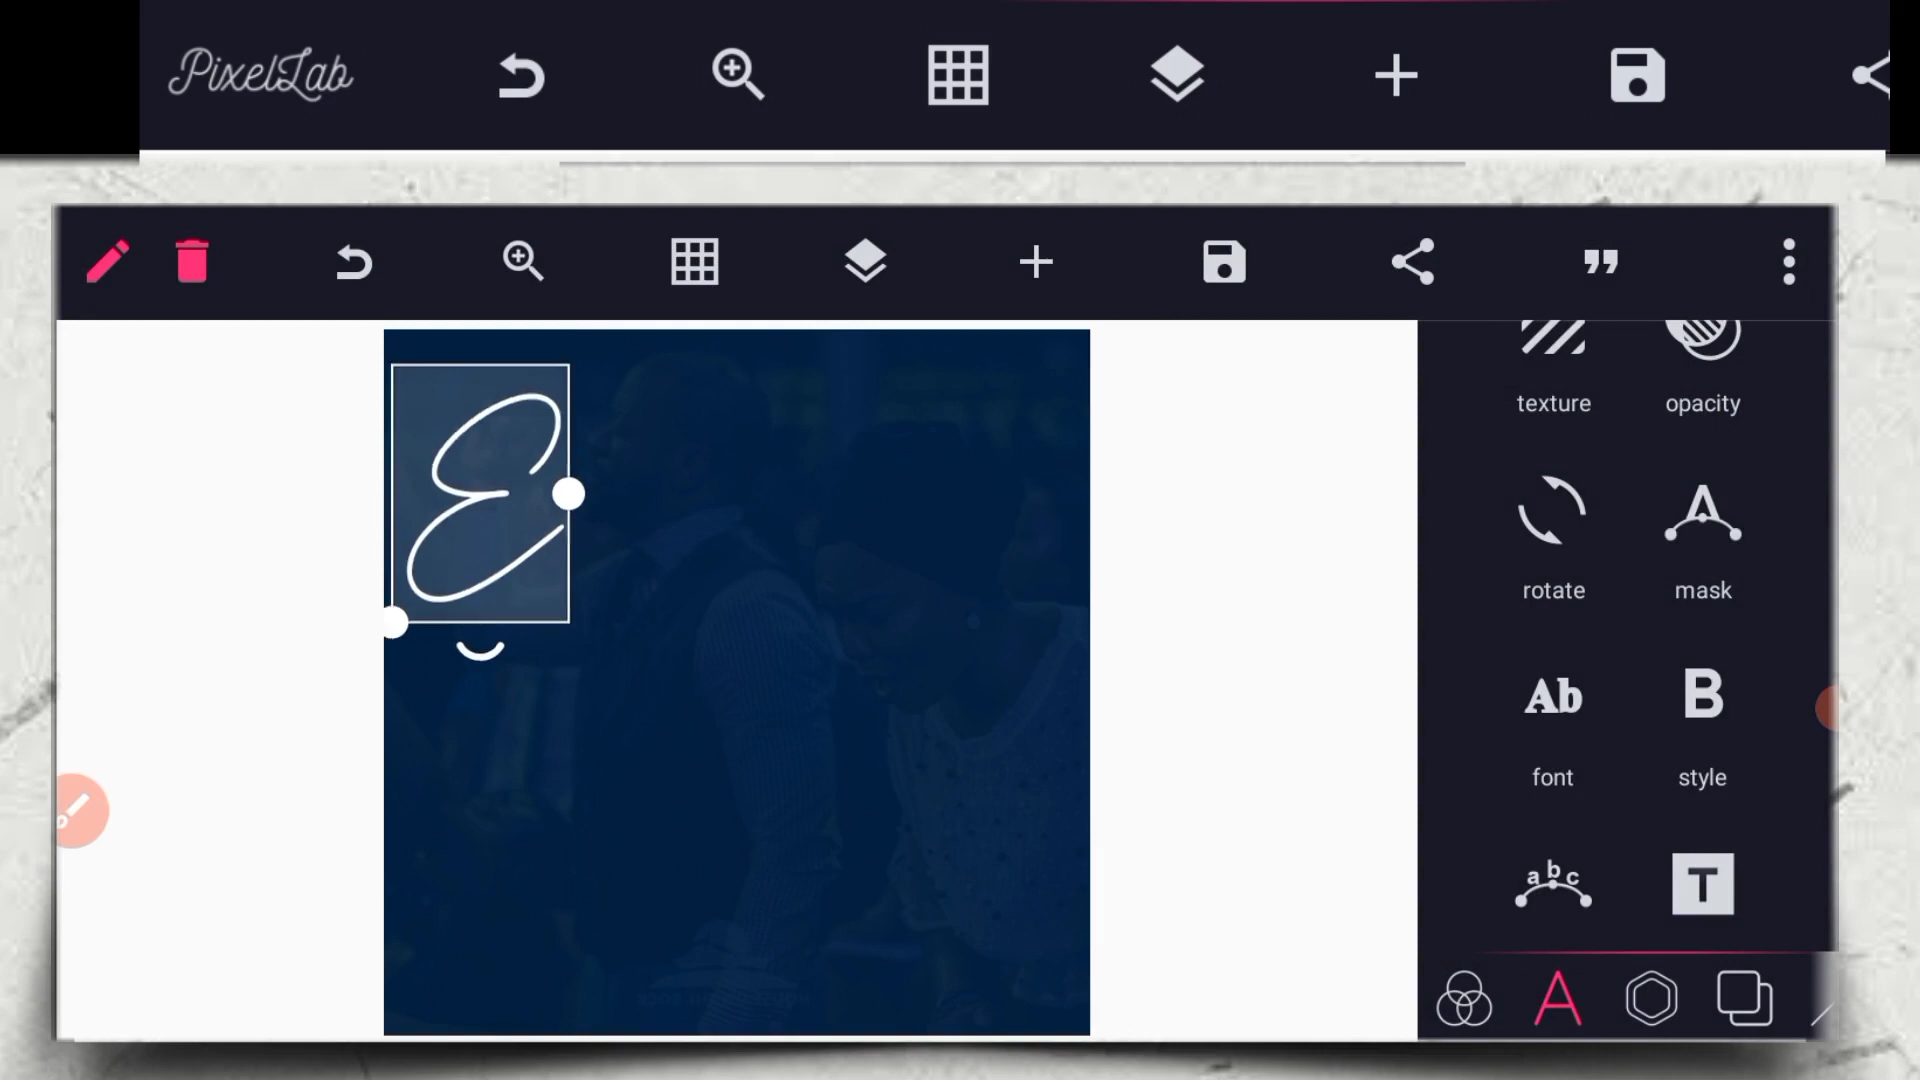 PixelLab
E
texture opacity
rotate mask
Ab B
font style
abc T
A